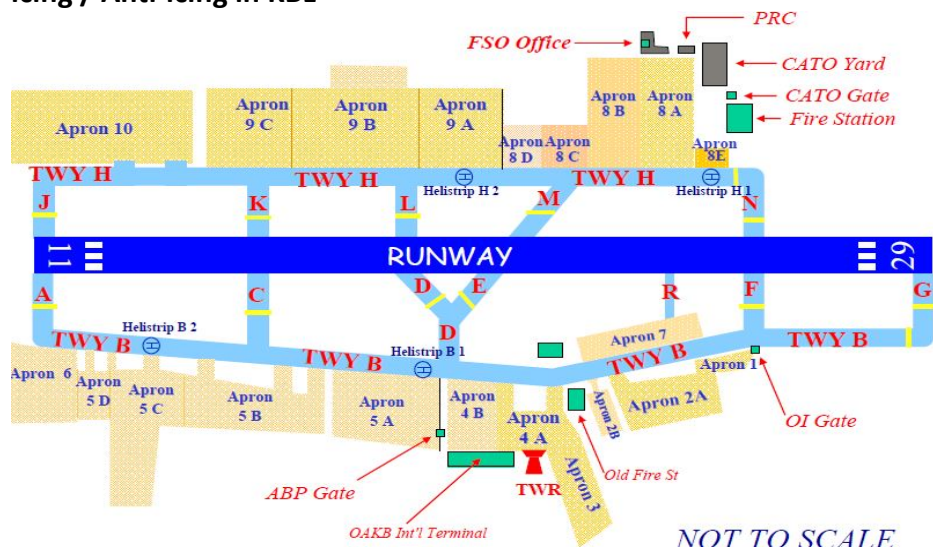 PRC
FSO Office
CATO Yard
CATO Gate
Fire Station
Apron 10
Apron
9 C
Apron
9 B
Apron
9 A
Apron
8 D
Apron
8 C
Apron
8 B
Apron
8 A
Apron
8E
TWY H
TWY H
Helistrip H 2
TWY H
Helistrip H 1
J
K
L
M
N
11
RUNWAY
29
A
C
D
E
R
F
G
D
TWY B
Helistrip B 2
TWY B
Helistrip B 1
TWY B
TWY B
Apron 7
Apron 6
Apron
5 D
Apron
5 C
Apron
5 B
Apron
5 A
Apron
4 B
Apron
4 A
Apron 3
Apron 2B
Apron 2A
Apron 1
OI Gate
ABP Gate
OAKB Int'l Terminal
TWR
Old Fire St
NOT TO SCALE